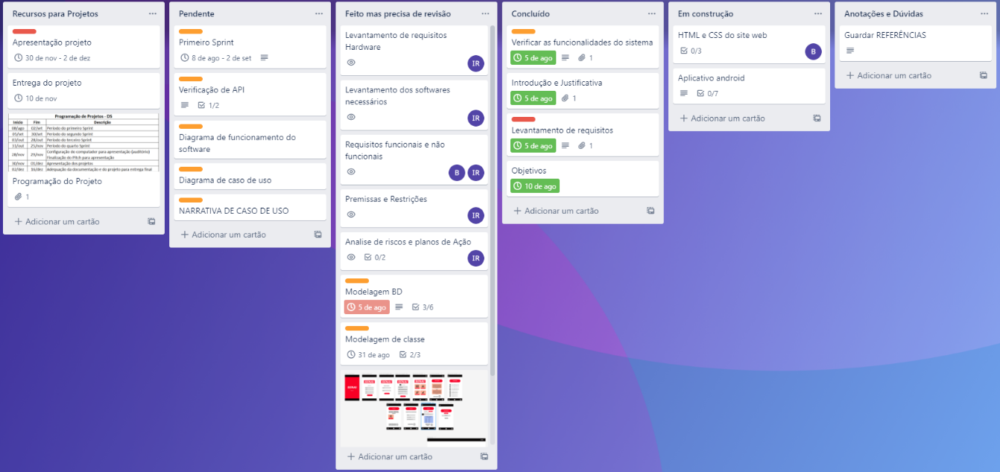 Recursos para Projetos
Apresentação projeto
30 de nov - 2 de dez
Entrega do projeto
10 de nov
Programação de Projetos - DS
Início Fim Descrição
08/ago 02/set Período do primeiro Sprint
05/set 30/set Período do segundo Sprint
03/out 28/out Período do terceiro Sprint
31/out 25/nov Período do quarto Sprint
28/nov 29/nov Configuração do computador para apresentação (auditório)
Finalização do Pitch para apresentação
30/nov 01/dez Apresentação dos projetos
02/dez Adequação da documentação e do projeto para entrega final
Programação do Projeto
1
Adicionar um cartão
Pendente
Primeiro Sprint
8 de ago - 2 de set
Verificação de API
1/2
Diagrama de funcionamento do
software
Diagrama de caso de uso
NARRATIVA DE CASO DE USO
Adicionar um cartão
Feito mas precisa de revisão
Levantamento de requisitos
Hardware
IR
Levantamento dos softwares
necessários
IR
Requisitos funcionais e não
funcionais
B IR
Premissas e Restrições
IR
Analise de riscos e planos de Ação
0/2 IR
Modelagem BD
5 de ago 3/6
Modelagem de classe
31 de ago 2/3
Adicionar um cartão
Concluído
Verificar as funcionalidades do sistema
5 de ago 1
Introdução e Justificativa
5 de ago 1
Levantamento de requisitos
5 de ago 1
Objetivos
10 de ago
Adicionar um cartão
Em construção
HTML e CSS do site web
0/3 B
Aplicativo android
0/7
Adicionar um cartão
Anotações e Dúvidas
Guardar REFERÊNCIAS
Adicionar um cartão